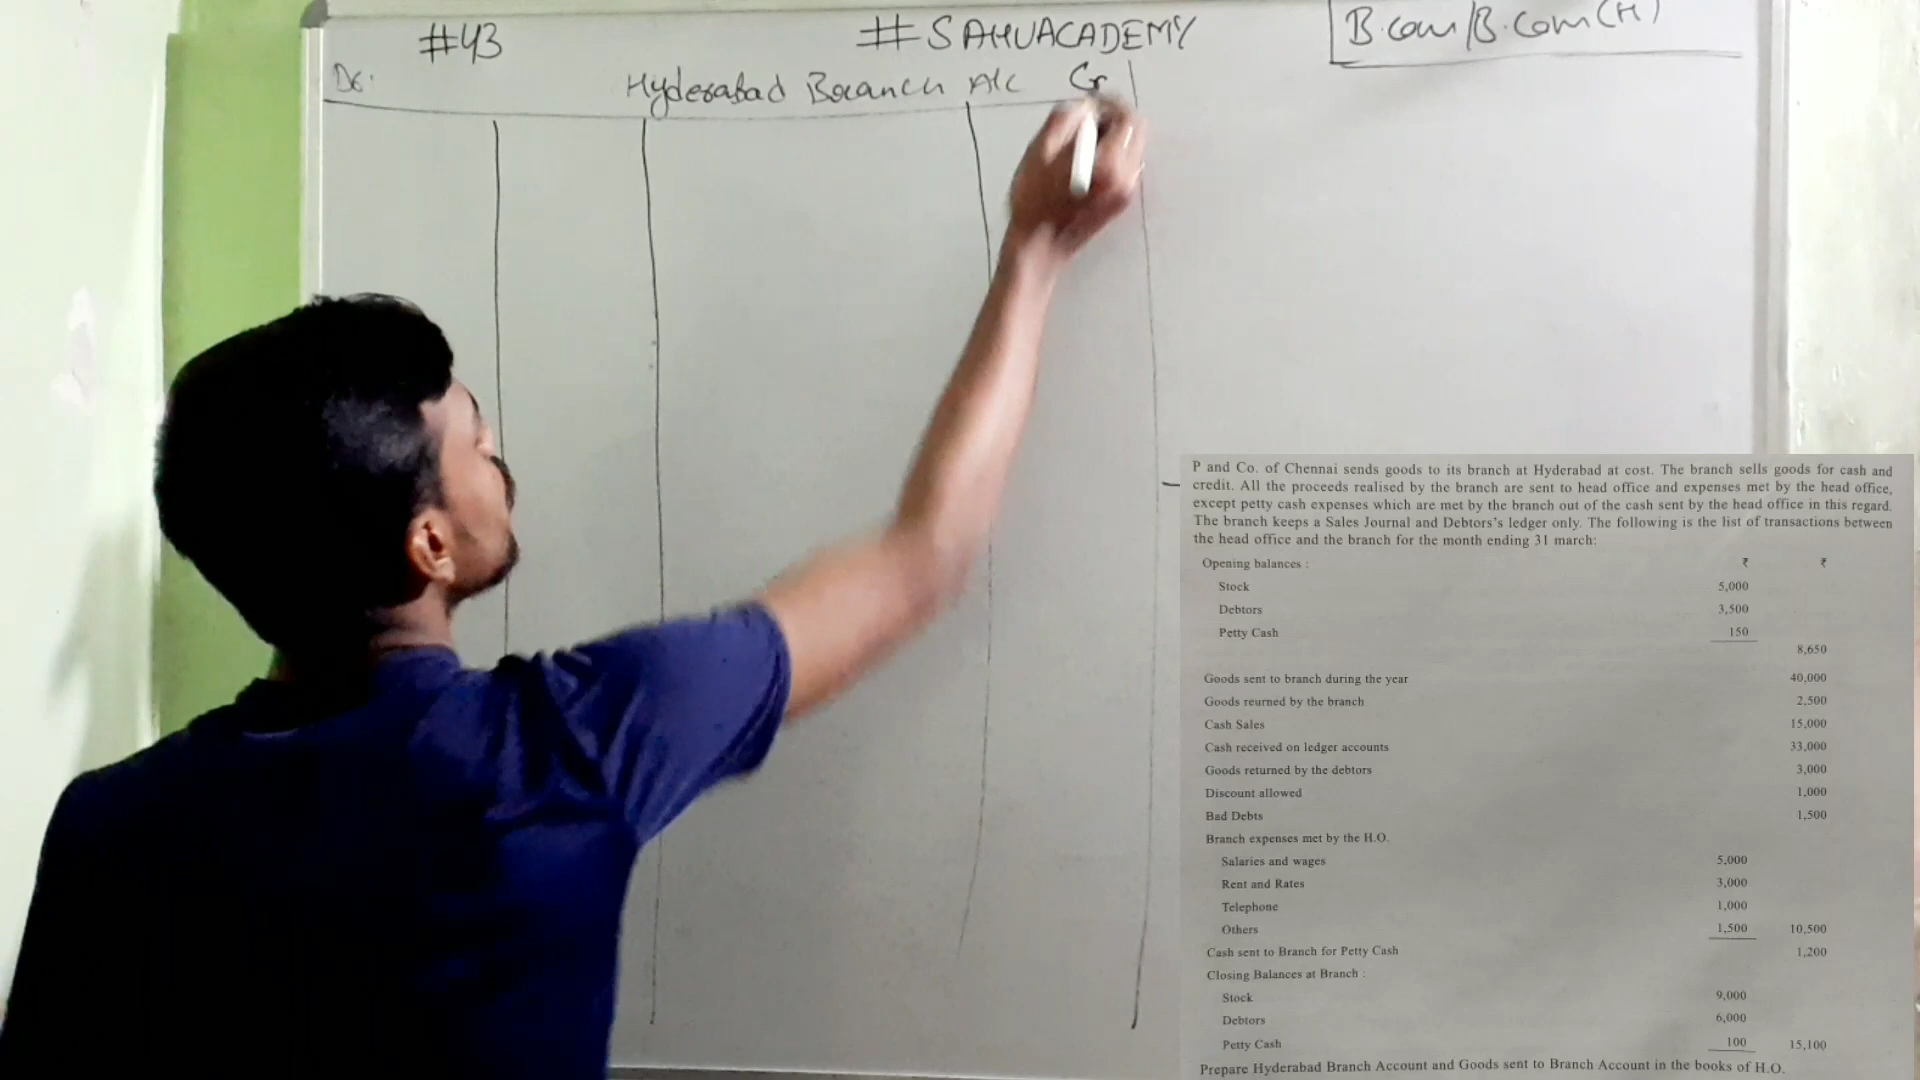 #43
#SAHUACADEMY
B.com/B.com(H)
Dr.
Hyderabad Branch A/c
Cr
P and Co. of Chennai sends goods to its branch at Hyderabad at cost. The branch sells goods for cash and
credit. All the proceeds realised by the branch are sent to head office and expenses met by the head office,
except petty cash expenses which are met by the branch out of the cash sent by the head office in this regard.
The branch keeps a Sales Journal and Debtors's ledger only. The following is the list of transactions between
the head office and the branch for the month ending 31 march:
Opening balances : ₹ ₹
Stock 5,000
Debtors 3,500
Petty Cash 150
8,650
Goods sent to branch during the year 40,000
Goods reurned by the branch 2,500
Cash Sales 15,000
Cash received on ledger accounts 33,000
Goods returned by the debtors 3,000
Discount allowed 1,000
Bad Debts 1,500
Branch expenses met by the H.O.
Salaries and wages 5,000
Rent and Rates 3,000
Telephone 1,000
Others 1,500 10,500
Cash sent to Branch for Petty Cash 1,200
Closing Balances at Branch :
Stock 9,000
Debtors 6,000
Petty Cash 100 15,100
Prepare Hyderabad Branch Account and Goods sent to Branch Account in the books of H.O.